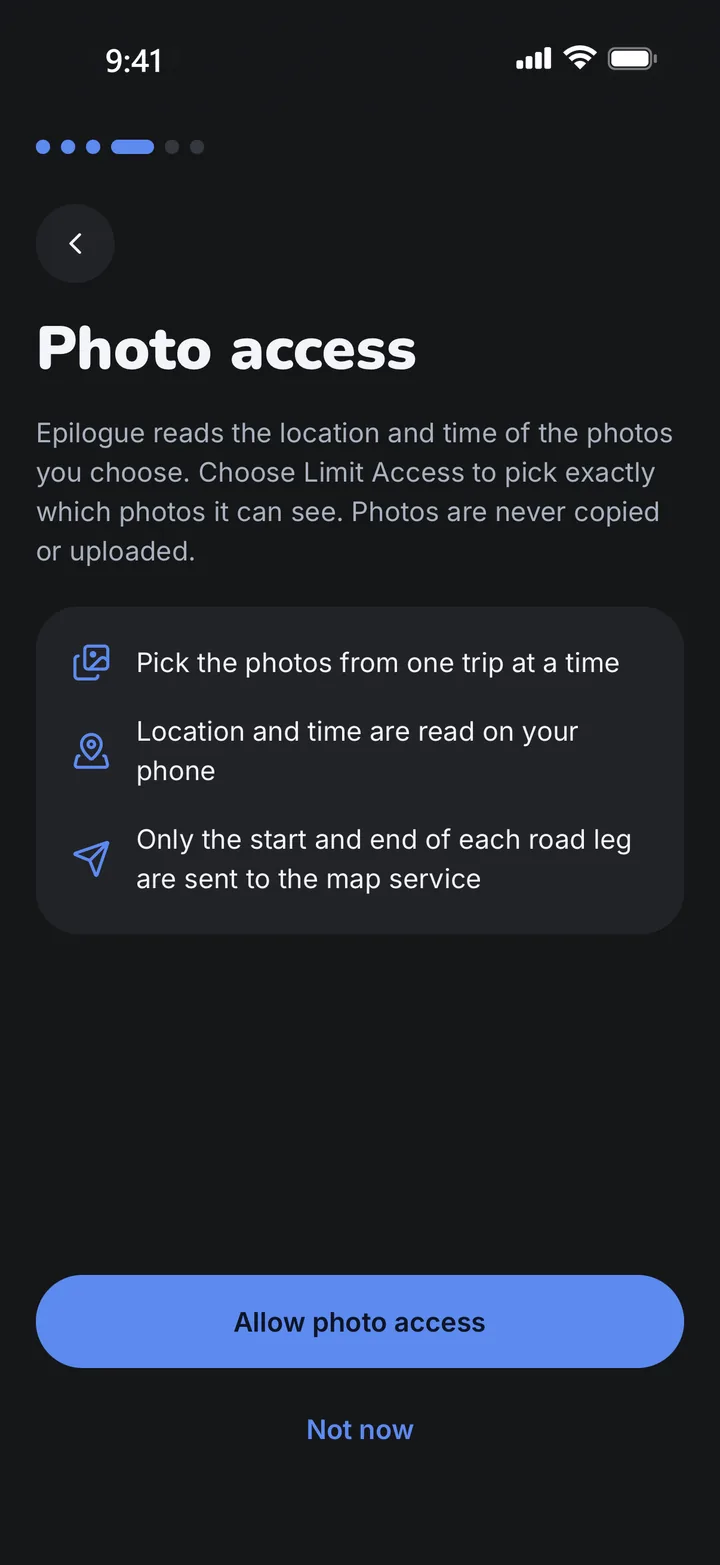 9:41
Photo access
Epilogue reads the location and time of the photos
you choose. Choose Limit Access to pick exactly
which photos it can see. Photos are never copied
or uploaded.
Pick the photos from one trip at a time
Location and time are read on your
phone
Only the start and end of each road leg
are sent to the map service
Allow photo access
Not now